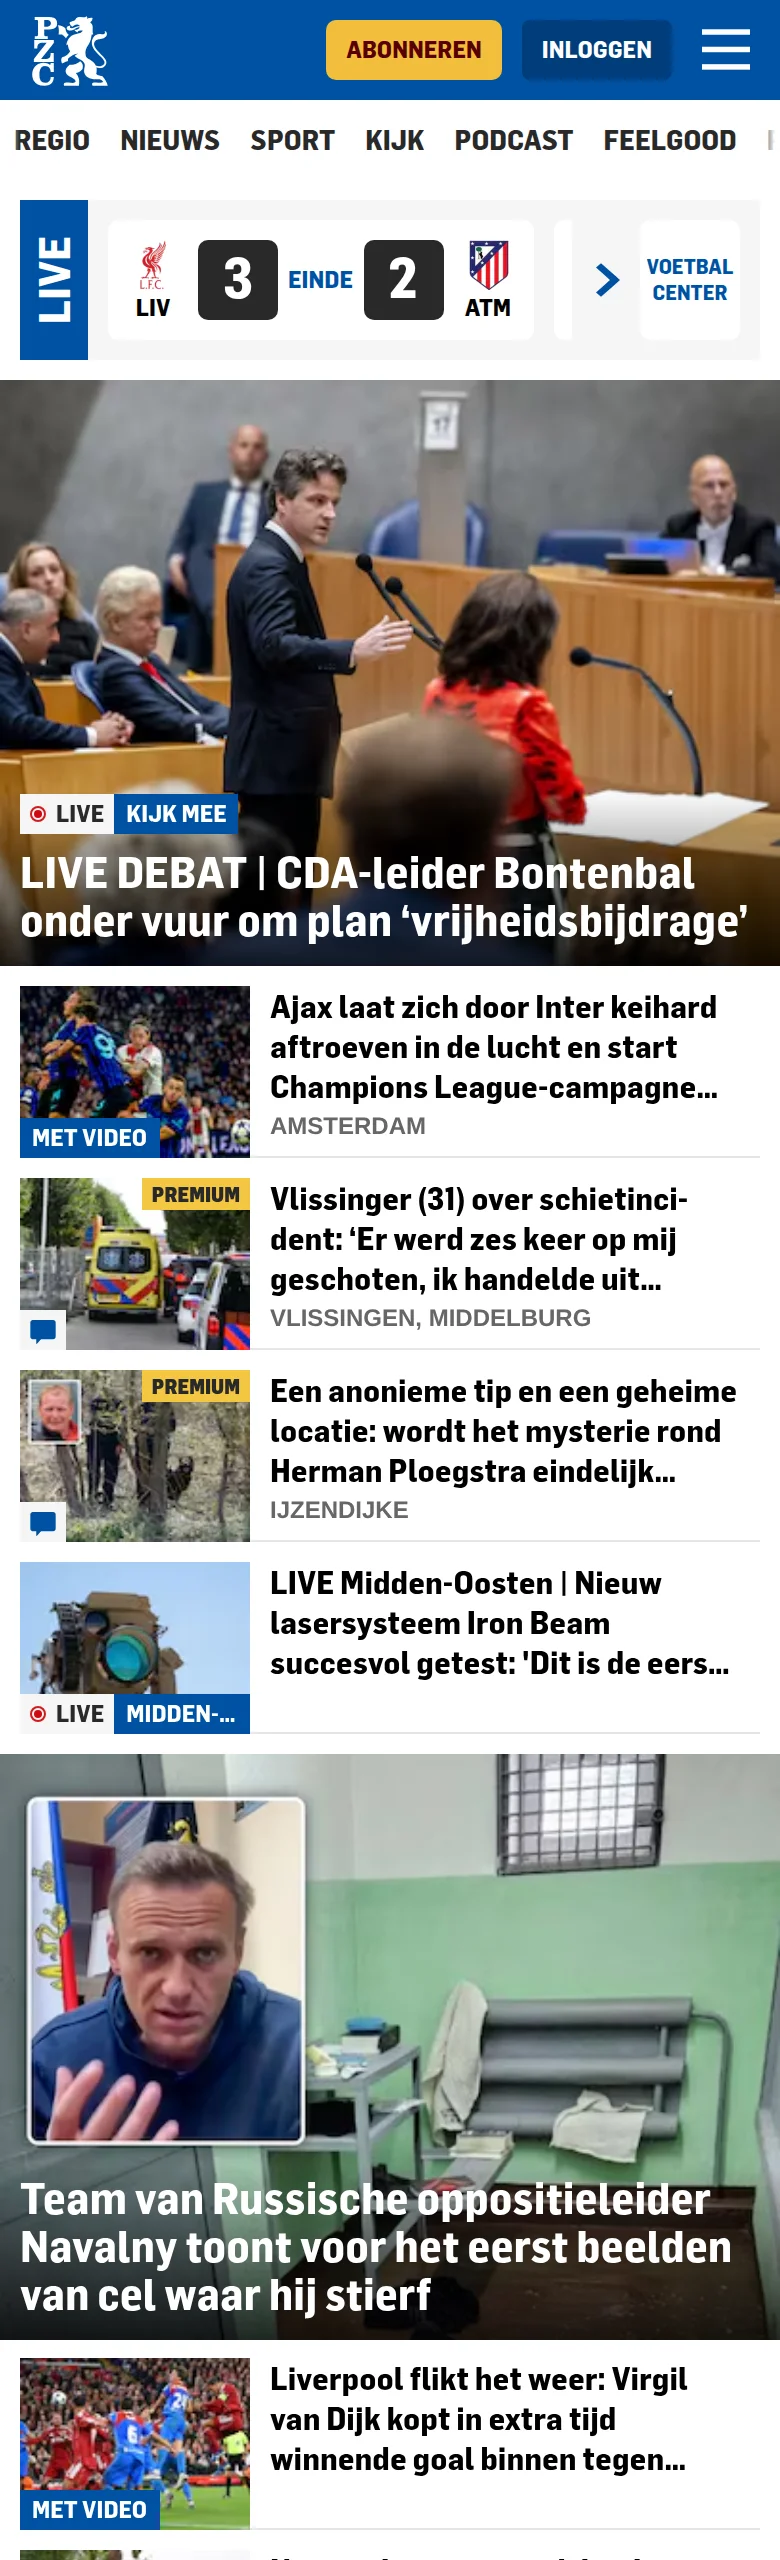 PZC
ABONNEREN
INLOGGEN
REGIO NIEUWS SPORT KIJK PODCAST FEELGOOD
LIVE
L.F.C.
LIV
3
EINDE
2
ATM
VOETBAL
CENTER
17
LIVE KIJK MEE
LIVE DEBAT | CDA-leider Bontenbal
onder vuur om plan ‘vrijheidsbijdrage’
9
MET VIDEO
Ajax laat zich door Inter keihard
aftroeven in de lucht en start
Champions League-campagne...
AMSTERDAM
PREMIUM
Vlissinger (31) over schietinci-
dent: ‘Er werd zes keer op mij
geschoten, ik handelde uit...
VLISSINGEN, MIDDELBURG
PREMIUM
Een anonieme tip en een geheime
locatie: wordt het mysterie rond
Herman Ploegstra eindelijk...
IJZENDIJKE
LIVE Midden-Oosten | Nieuw
lasersysteem Iron Beam
succesvol getest: 'Dit is de eers...
LIVE MIDDEN-...
Team van Russische oppositieleider
Navalny toont voor het eerst beelden
van cel waar hij stierf
6
MET VIDEO
Liverpool flikt het weer: Virgil
van Dijk kopt in extra tijd
winnende goal binnen tegen...